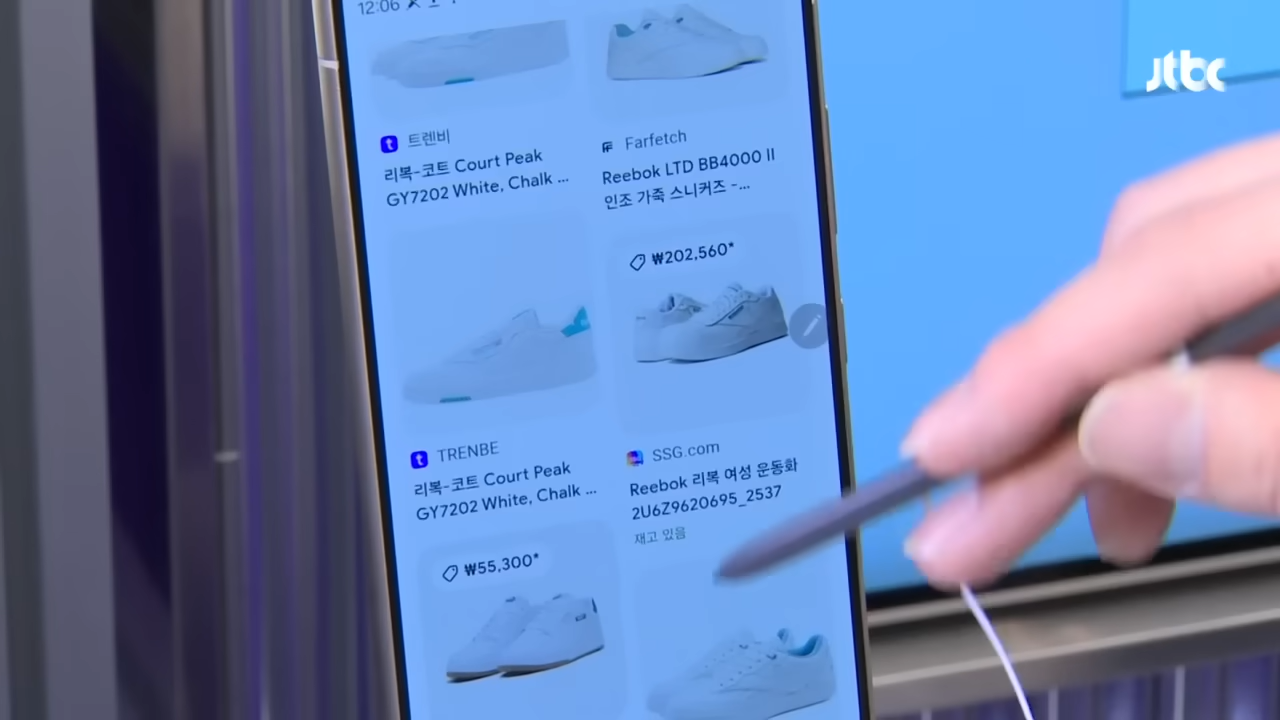 12:06
jtbc
트렌비
리복-코트 Court Peak
GY7202 White, Chalk ...
Farfetch
Reebok LTD BB4000 II
인조 가죽 스니커즈 -...
₩202,560*
TRENBE
리복-코트 Court Peak
GY7202 White, Chalk ...
SSG.com
Reebok 리복 여성 운동화
2U6Z9620695_2537
재고 있음
₩55,300*